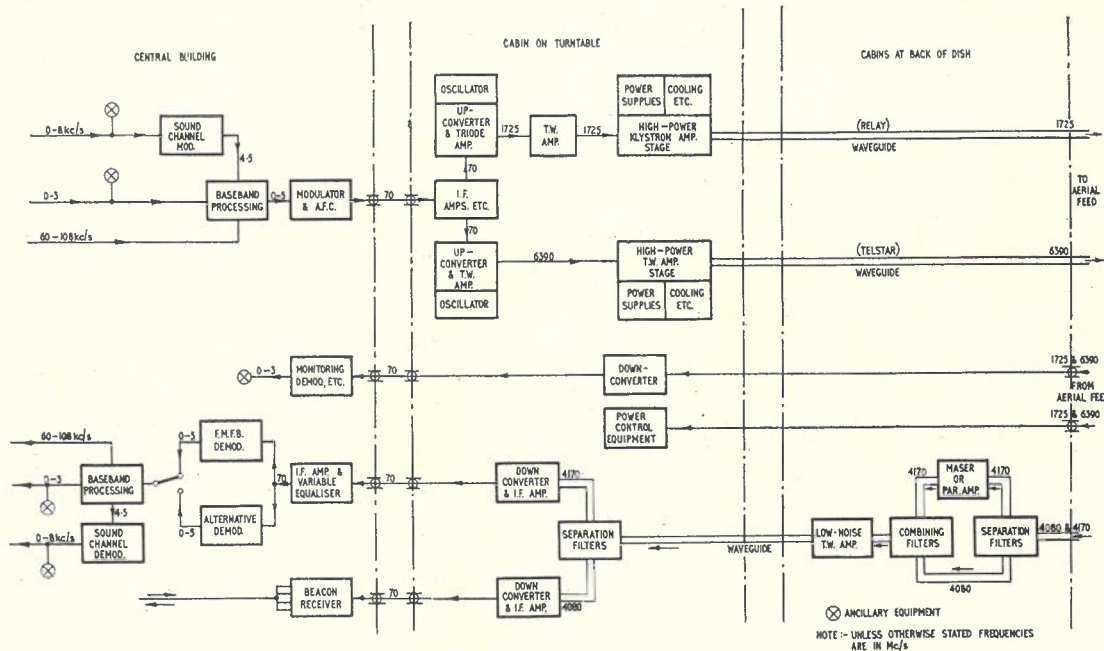 CENTRAL BUILDING
CABIN ON TURNTABLE
CABINS AT BACK OF DISH
0-8kc/s
SOUND
CHANNEL
MOD.
4·5
0-3
BASEBAND
PROCESSING
0-5
MODULATOR
& A.F.C.
70
60-108kc/s
OSCILLATOR
UP-
CONVERTER
& TRIODE
AMP.
1725
T.W.
AMP.
1725
POWER
SUPPLIES
COOLING
ETC.
HIGH-POWER
KLYSTRON AMP.
STAGE
(RELAY)
WAVEGUIDE
1725
70
I.F.
AMPS. ETC.
70
TO
AERIAL
FEED
UP-
CONVERTER
& T.W.
AMP.
OSCILLATOR
6390
HIGH-POWER
T.W. AMP.
STAGE
POWER
SUPPLIES
COOLING
ETC.
(TELSTAR)
WAVEGUIDE
6390
0-3
MONITORING
DEMOD, ETC.
70
DOWN-
CONVERTER
1725 & 6390
FROM
AERIAL FEED
POWER
CONTROL
EQUIPMENT
1725 & 6390
60-108kc/s
0-3
BASEBAND
PROCESSING
4·5
0-8kc/s
SOUND
CHANNEL
DEMOD.
0-5
F.M.F.B.
DEMOD.
0-5
ALTERNATIVE
DEMOD.
70
I.F. AMP. &
VARIABLE
EQUALISER
70
DOWN
CONVERTER
& I.F. AMP.
4170
SEPARATION
FILTERS
WAVEGUIDE
LOW-NOISE
T.W. AMP.
COMBINING
FILTERS
4170
MASER
OR
PAR. AMP.
4170
SEPARATION
FILTERS
4080 & 4170
4080
BEACON
RECEIVER
70
DOWN
CONVERTER
& I.F. AMP.
4080
ANCILLARY EQUIPMENT
NOTE :- UNLESS OTHERWISE STATED FREQUENCIES
ARE IN Mc/s